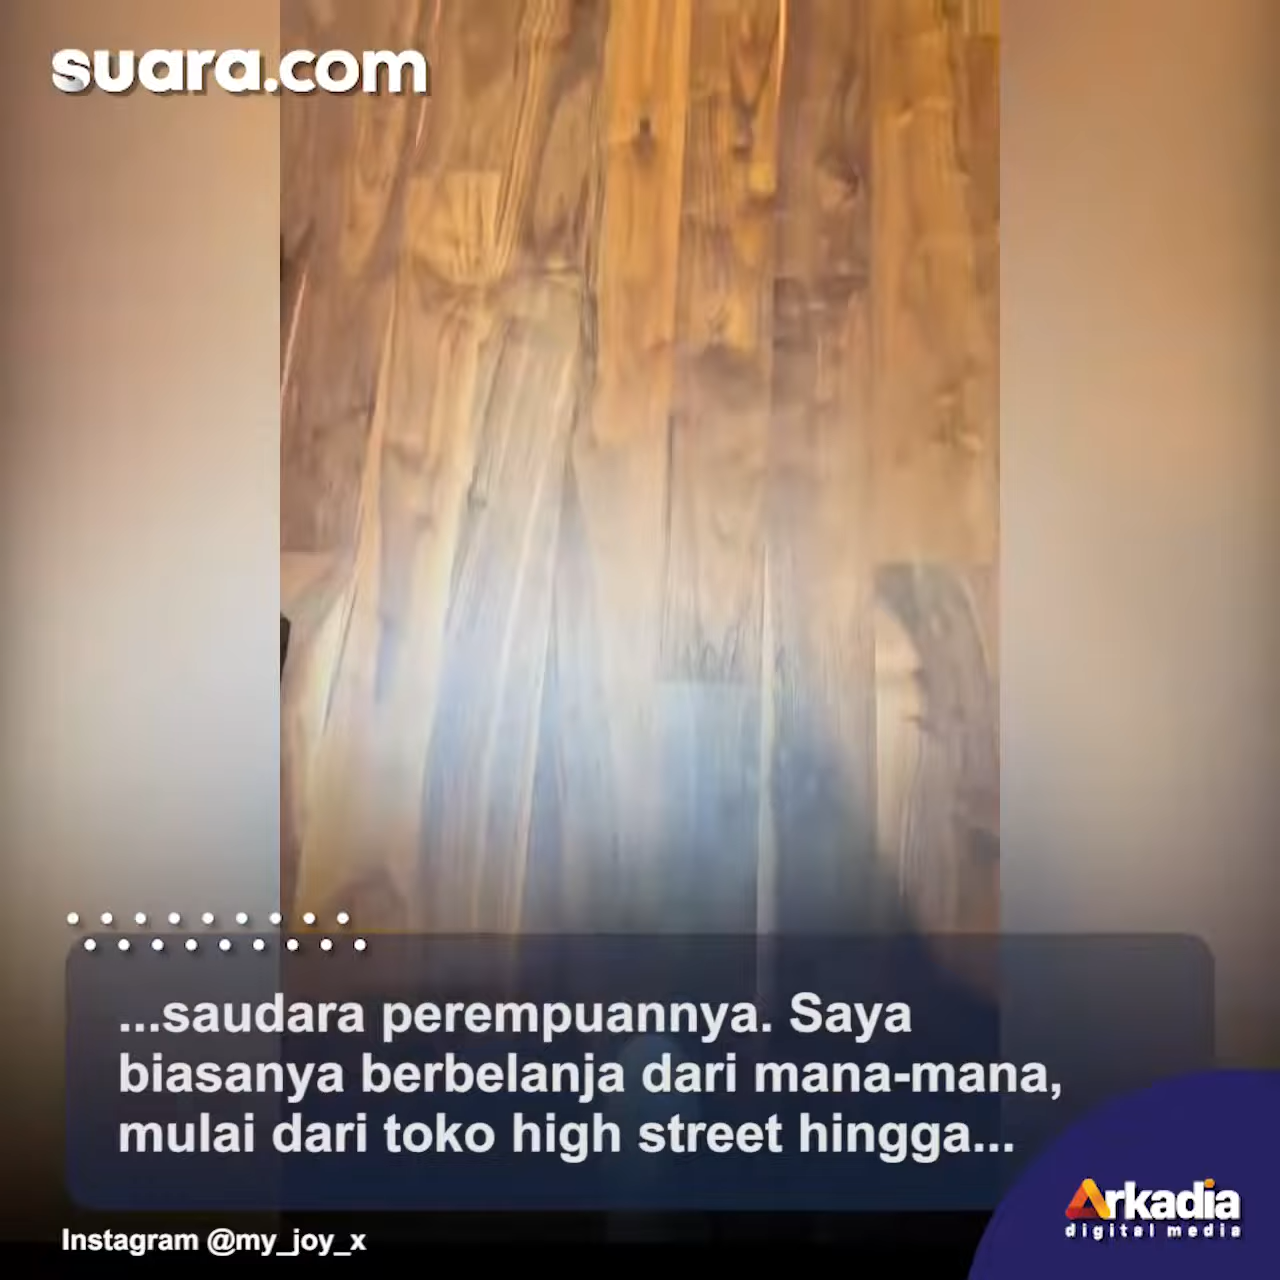 suara.com
...saudara perempuannya. Saya
biasanya berbelanja dari mana-mana,
mulai dari toko high street hingga...
Arkadia
digital media
Instagram @my_joy_x